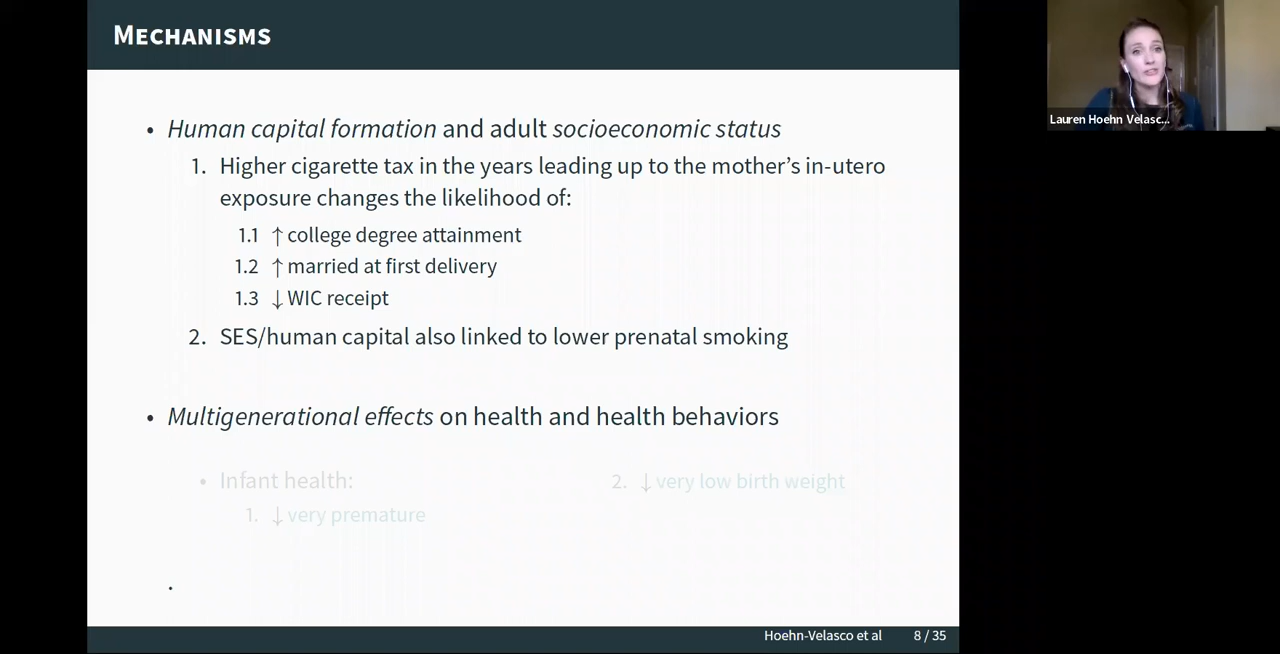 MECHANISMS
• Human capital formation and adult socioeconomic status
1. Higher cigarette tax in the years leading up to the mother's in-utero
exposure changes the likelihood of:
1.1 ↑ college degree attainment
1.2 ↑ married at first delivery
1.3 ↓ WIC receipt
2. SES/human capital also linked to lower prenatal smoking
• Multigenerational effects on health and health behaviors
• Infant health:
1. ↓ very premature
2. ↓ very low birth weight
.
Hoehn-Velasco et al 8 / 35
Lauren Hoehn Velasc...